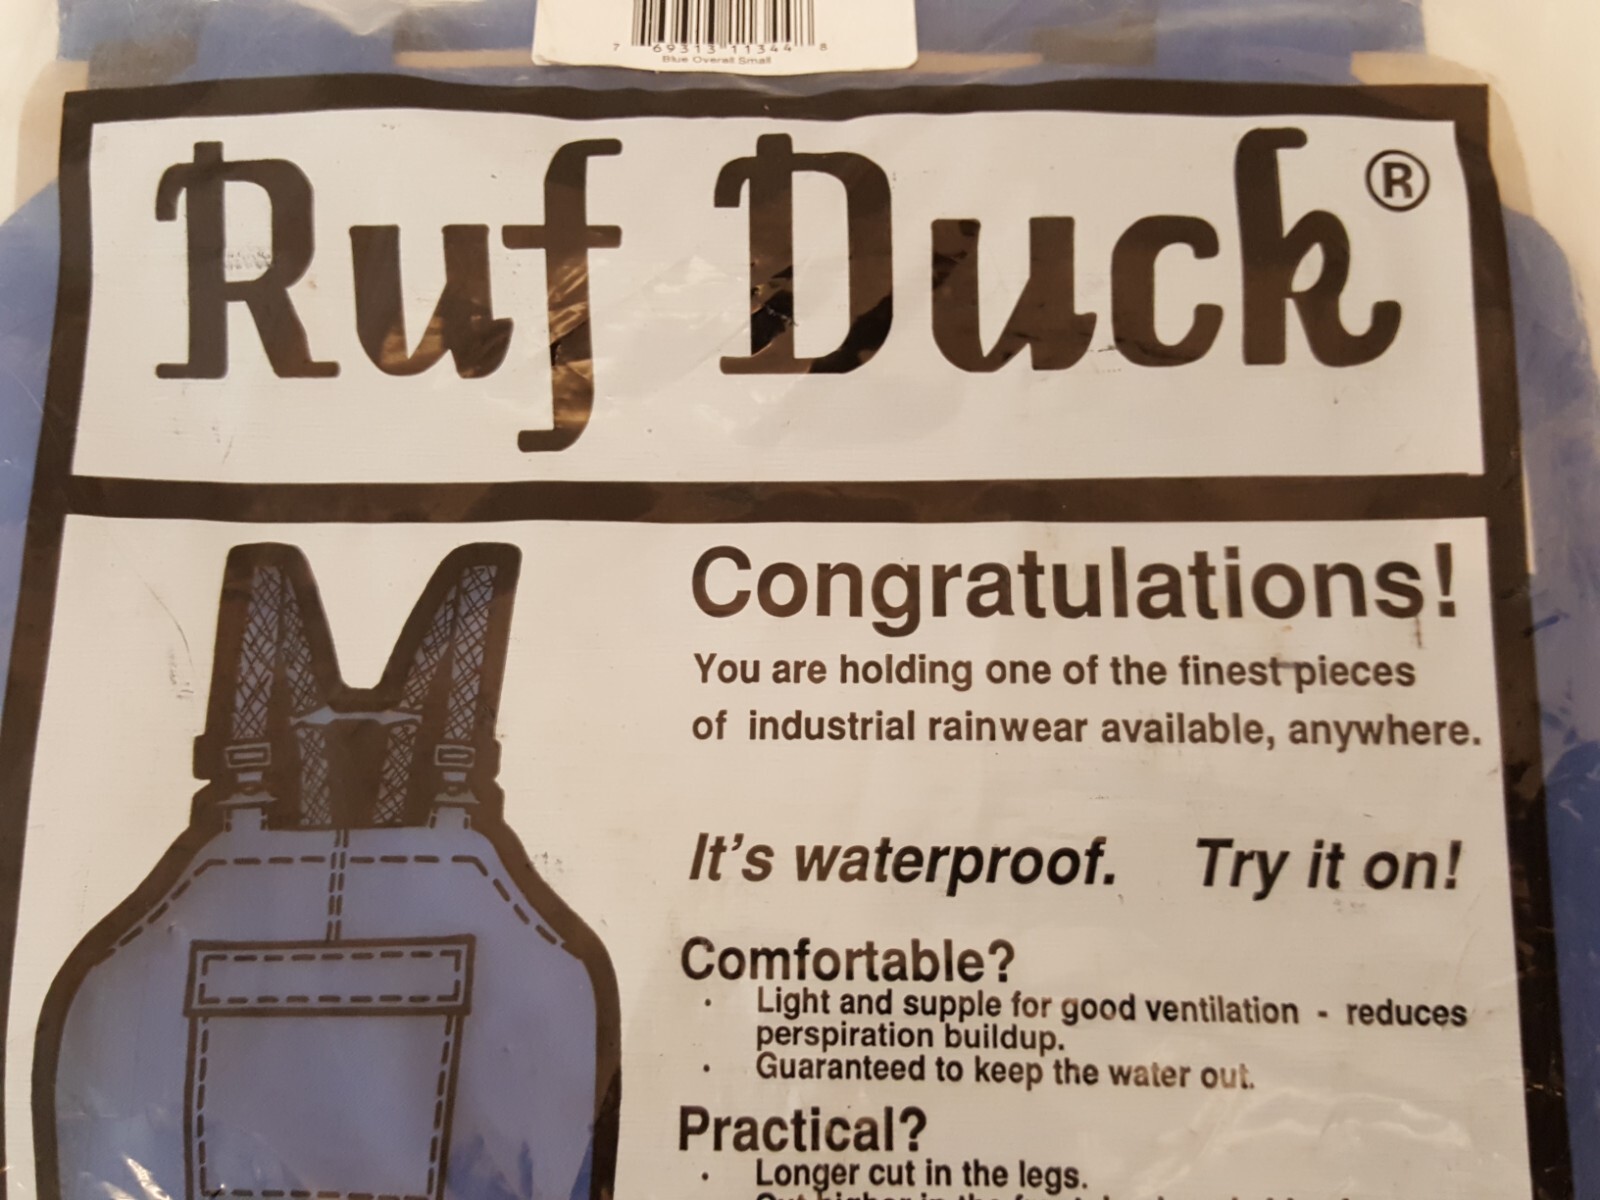 7 69313 11344 8
Blue Overall Small
Ruf Duck®
Congratulations!
You are holding one of the finest pieces
of industrial rainwear available, anywhere.
It's waterproof. Try it on!
Comfortable?
· Light and supple for good ventilation - reduces
perspiration buildup.
· Guaranteed to keep the water out.
Practical?
· Longer cut in the legs.